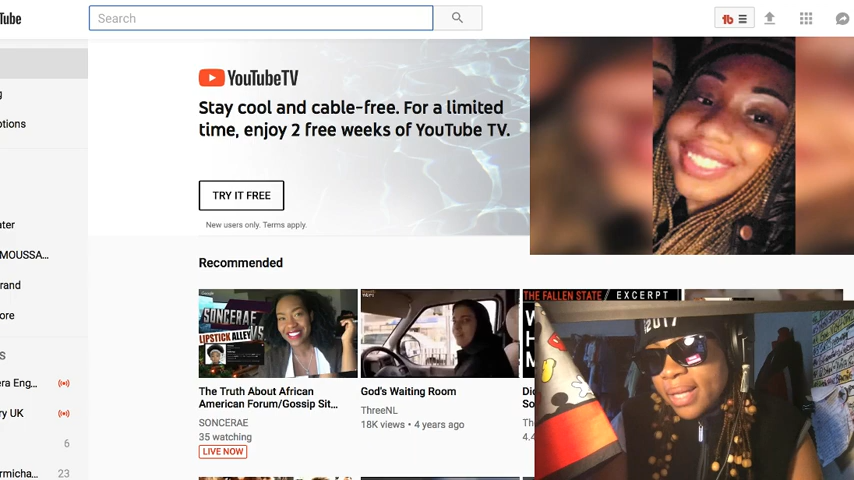 Tube
Search
tb
YouTubeTV
Stay cool and cable-free. For a limited
time, enjoy 2 free weeks of YouTube TV.
TRY IT FREE
New users only. Terms apply.
ptions
ater
MOUSSA...
rand
ore
S
era Eng...
ry UK
6
rmicha...
23
Recommended
SONCERAE
VS.
LIPSTICK ALLEY
THE FALLEN STATE / EXCERPT
The Truth About African
American Forum/Gossip Sit...
SONCERAE
35 watching
LIVE NOW
God's Waiting Room
ThreeNL
18K views • 4 years ago
2017